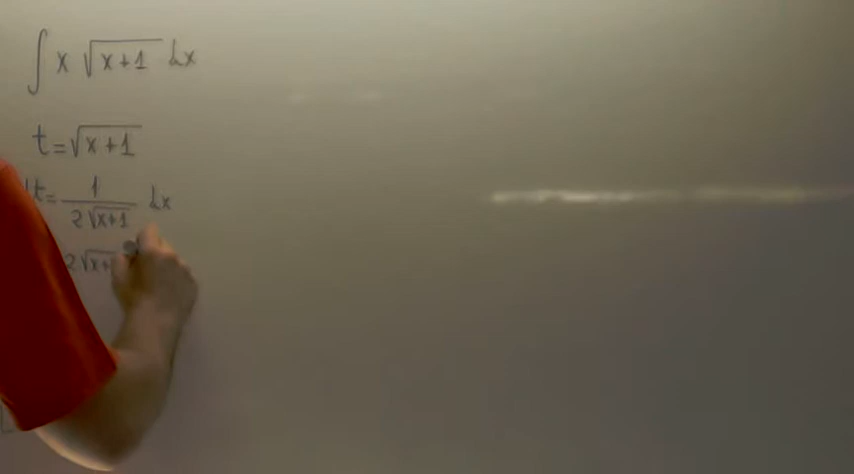 ∫ x √(x+1) dx
t = √(x+1)
dt = 1/(2√(x+1)) dx
2√(x+